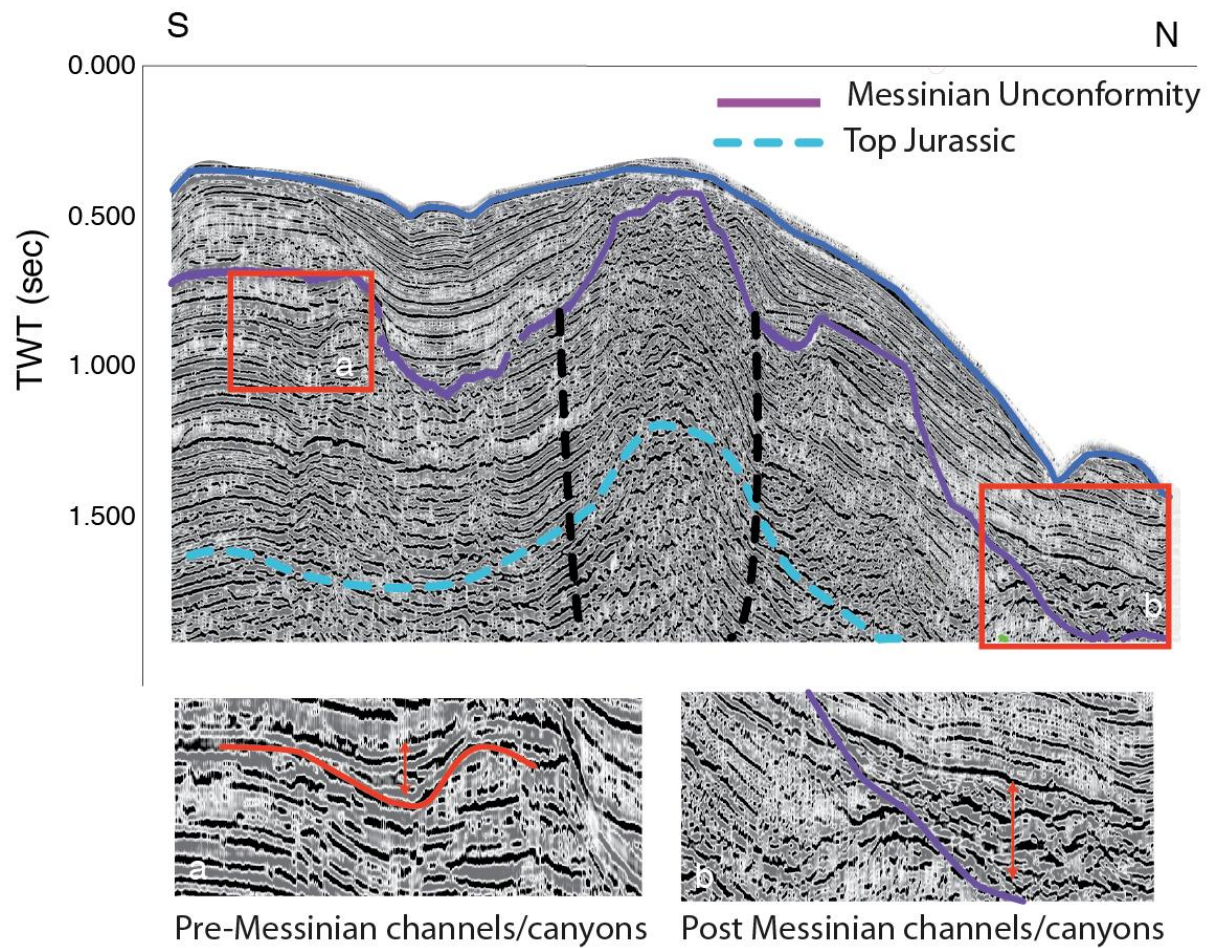 S
N
0.000
Messinian Unconformity
Top Jurassic
0.500
TWT (sec)
a
1.000
1.500
b
a
b
Pre-Messinian channels/canyons
Post Messinian channels/canyons